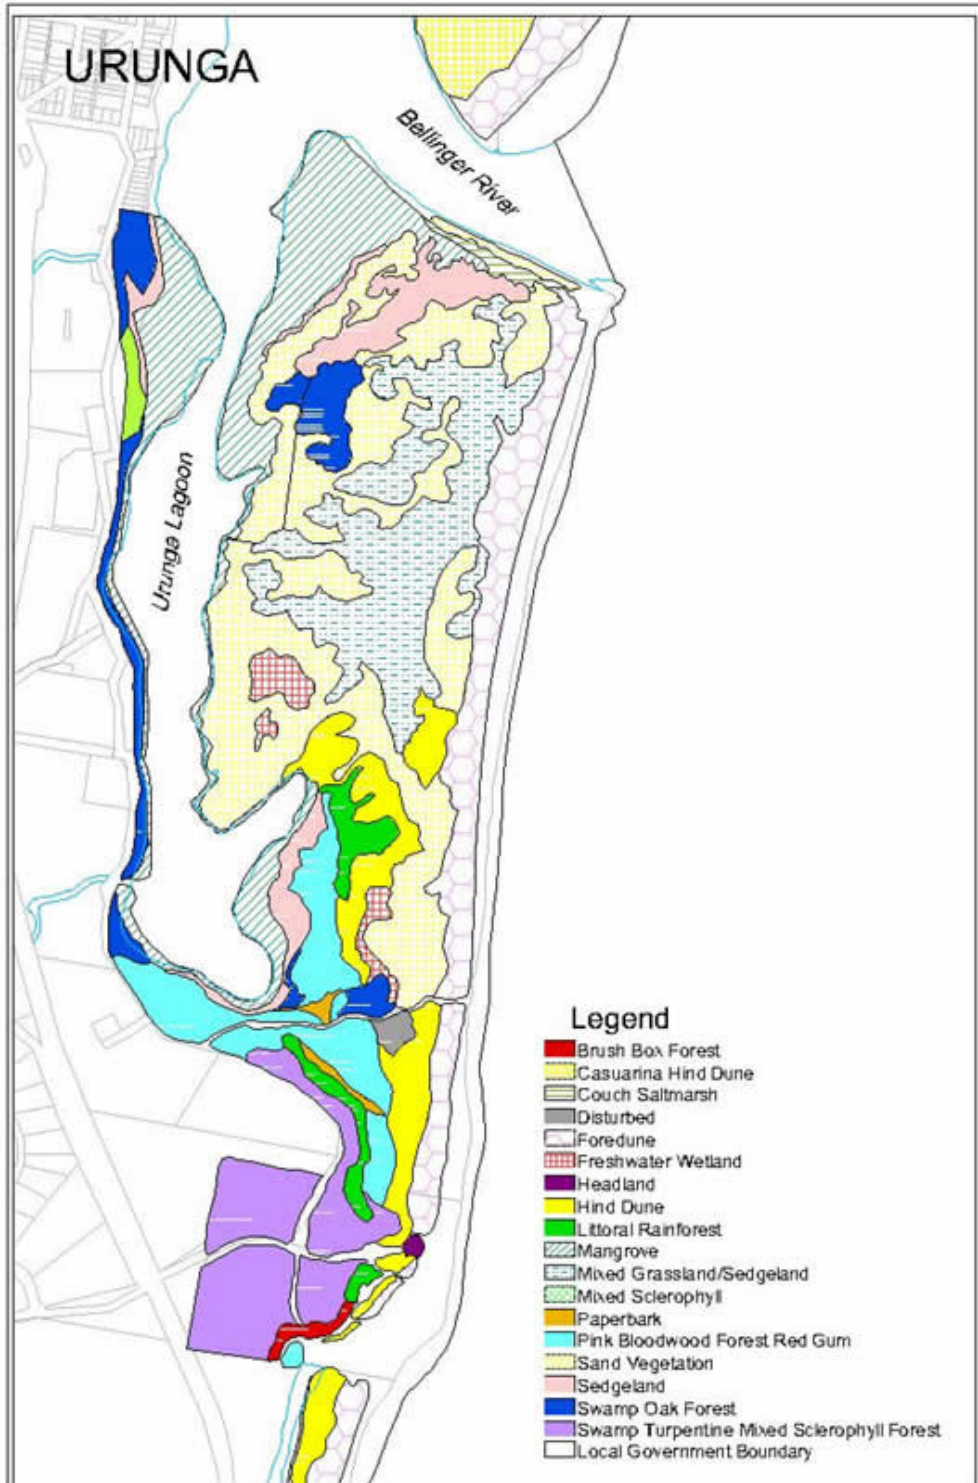 URUNGA
Bellinger River
Urunga Lagoon
Legend
Brush Box Forest
Casuarina Hind Dune
Couch Saltmarsh
Disturbed
Foredune
Freshwater Wetland
Headland
Hind Dune
Littoral Rainforest
Mangrove
Mixed Grassland/Sedgeland
Mixed Sclerophyll
Paperbark
Pink Bloodwood Forest Red Gum
Sand Vegetation
Sedgeland
Swamp Oak Forest
Swamp Turpentine Mixed Sclerophyll Forest
Local Government Boundary